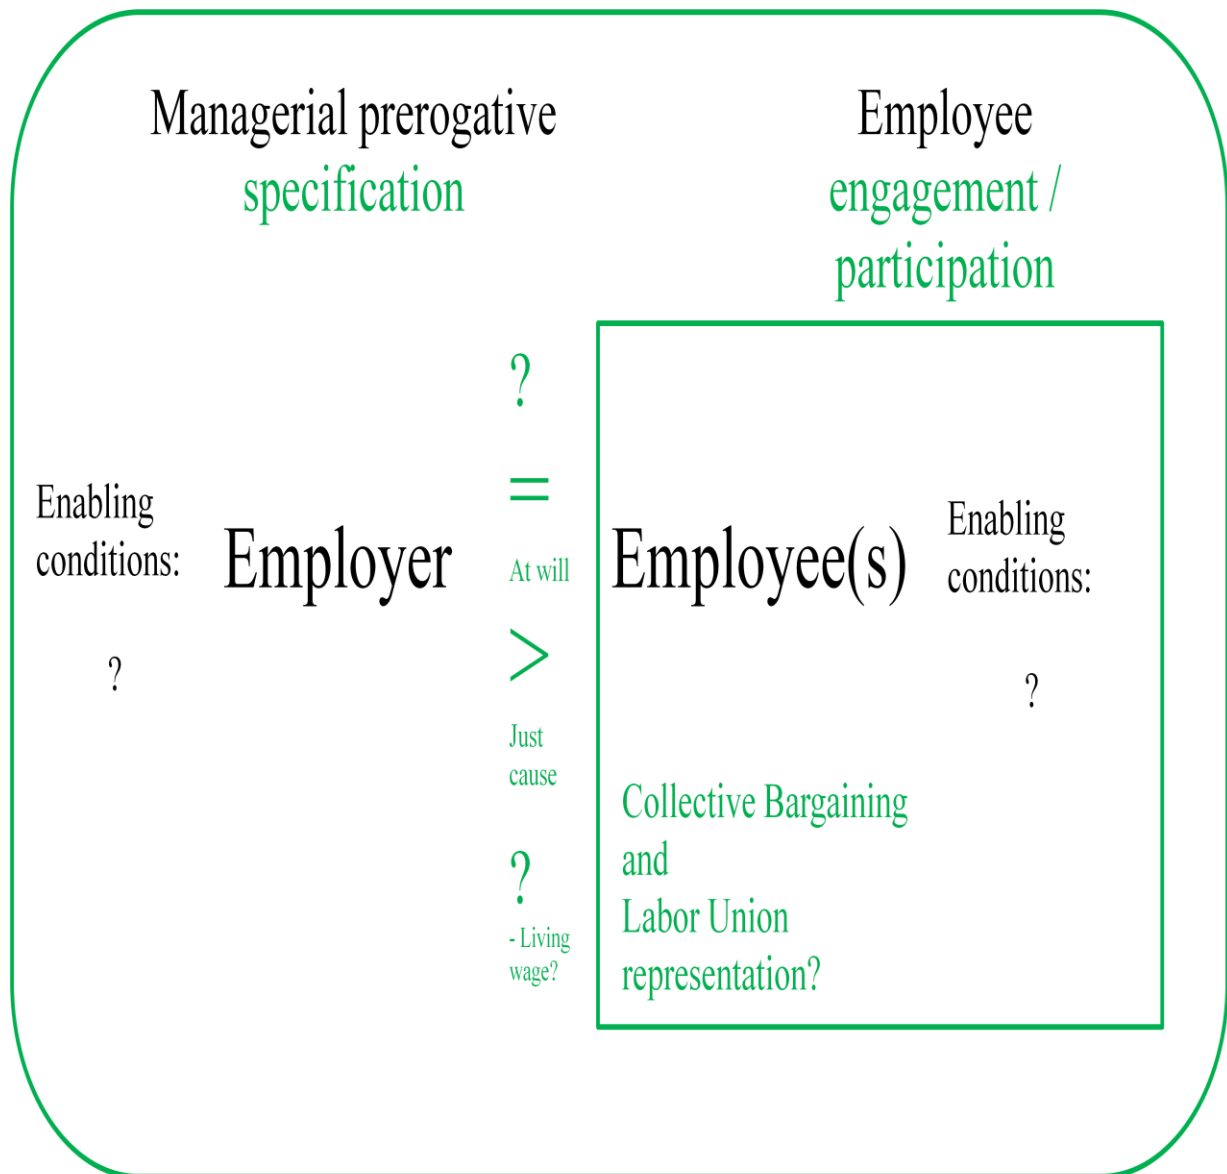 Managerial prerogative
specification
Employee
engagement /
participation
Enabling
conditions:
?
Employer
?
=
At will
>
Just
cause
?
- Living
wage?
Employee(s)
Enabling
conditions:
?
Collective Bargaining
and
Labor Union
representation?